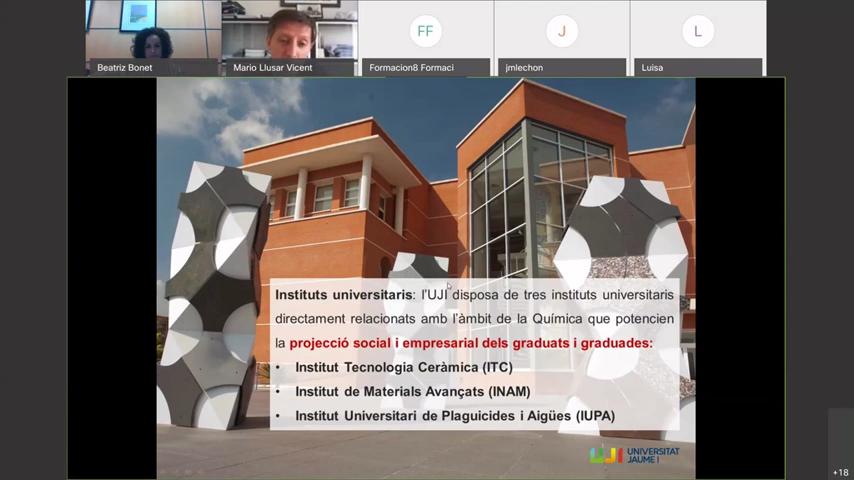 FF
J
L
Beatriz Bonet
Mario Llusar Vicent
Formacion8 Formaci
jmlechon
Luisa
Instituts universitaris: l'UJI disposa de tres instituts universitaris
directament relacionats amb l'àmbit de la Química que potencien
la projecció social i empresarial dels graduats i graduades:
• Institut Tecnologia Ceràmica (ITC)
• Institut de Materials Avançats (INAM)
• Institut Universitari de Plaguicides i Aigües (IUPA)
UJI UNIVERSITAT
JAUME I
+18